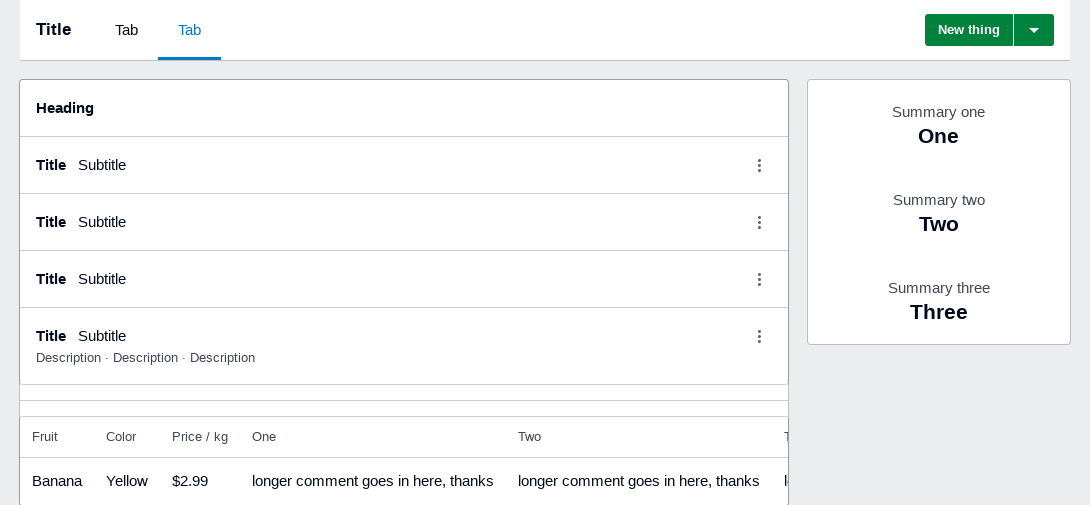 Title Tab Tab New thing
Heading
Title Subtitle
Title Subtitle
Title Subtitle
Title Subtitle
Description · Description · Description
Fruit Color Price / kg One Two
Banana Yellow $2.99 longer comment goes in here, thanks longer comment goes in here, thanks
Summary one
One
Summary two
Two
Summary three
Three